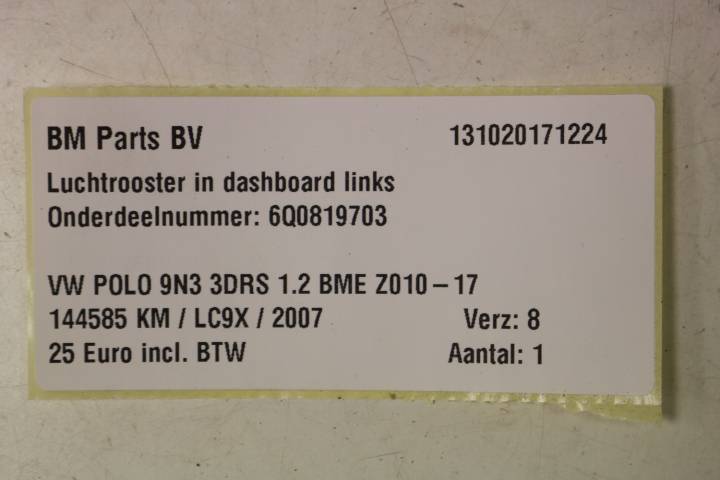 BM Parts BV 131020171224
Luchtrooster in dashboard links
Onderdeelnummer: 6Q0819703
VW POLO 9N3 3DRS 1.2 BME Z010-17
144585 KM / LC9X / 2007 Verz: 8
25 Euro incl. BTW Aantal: 1